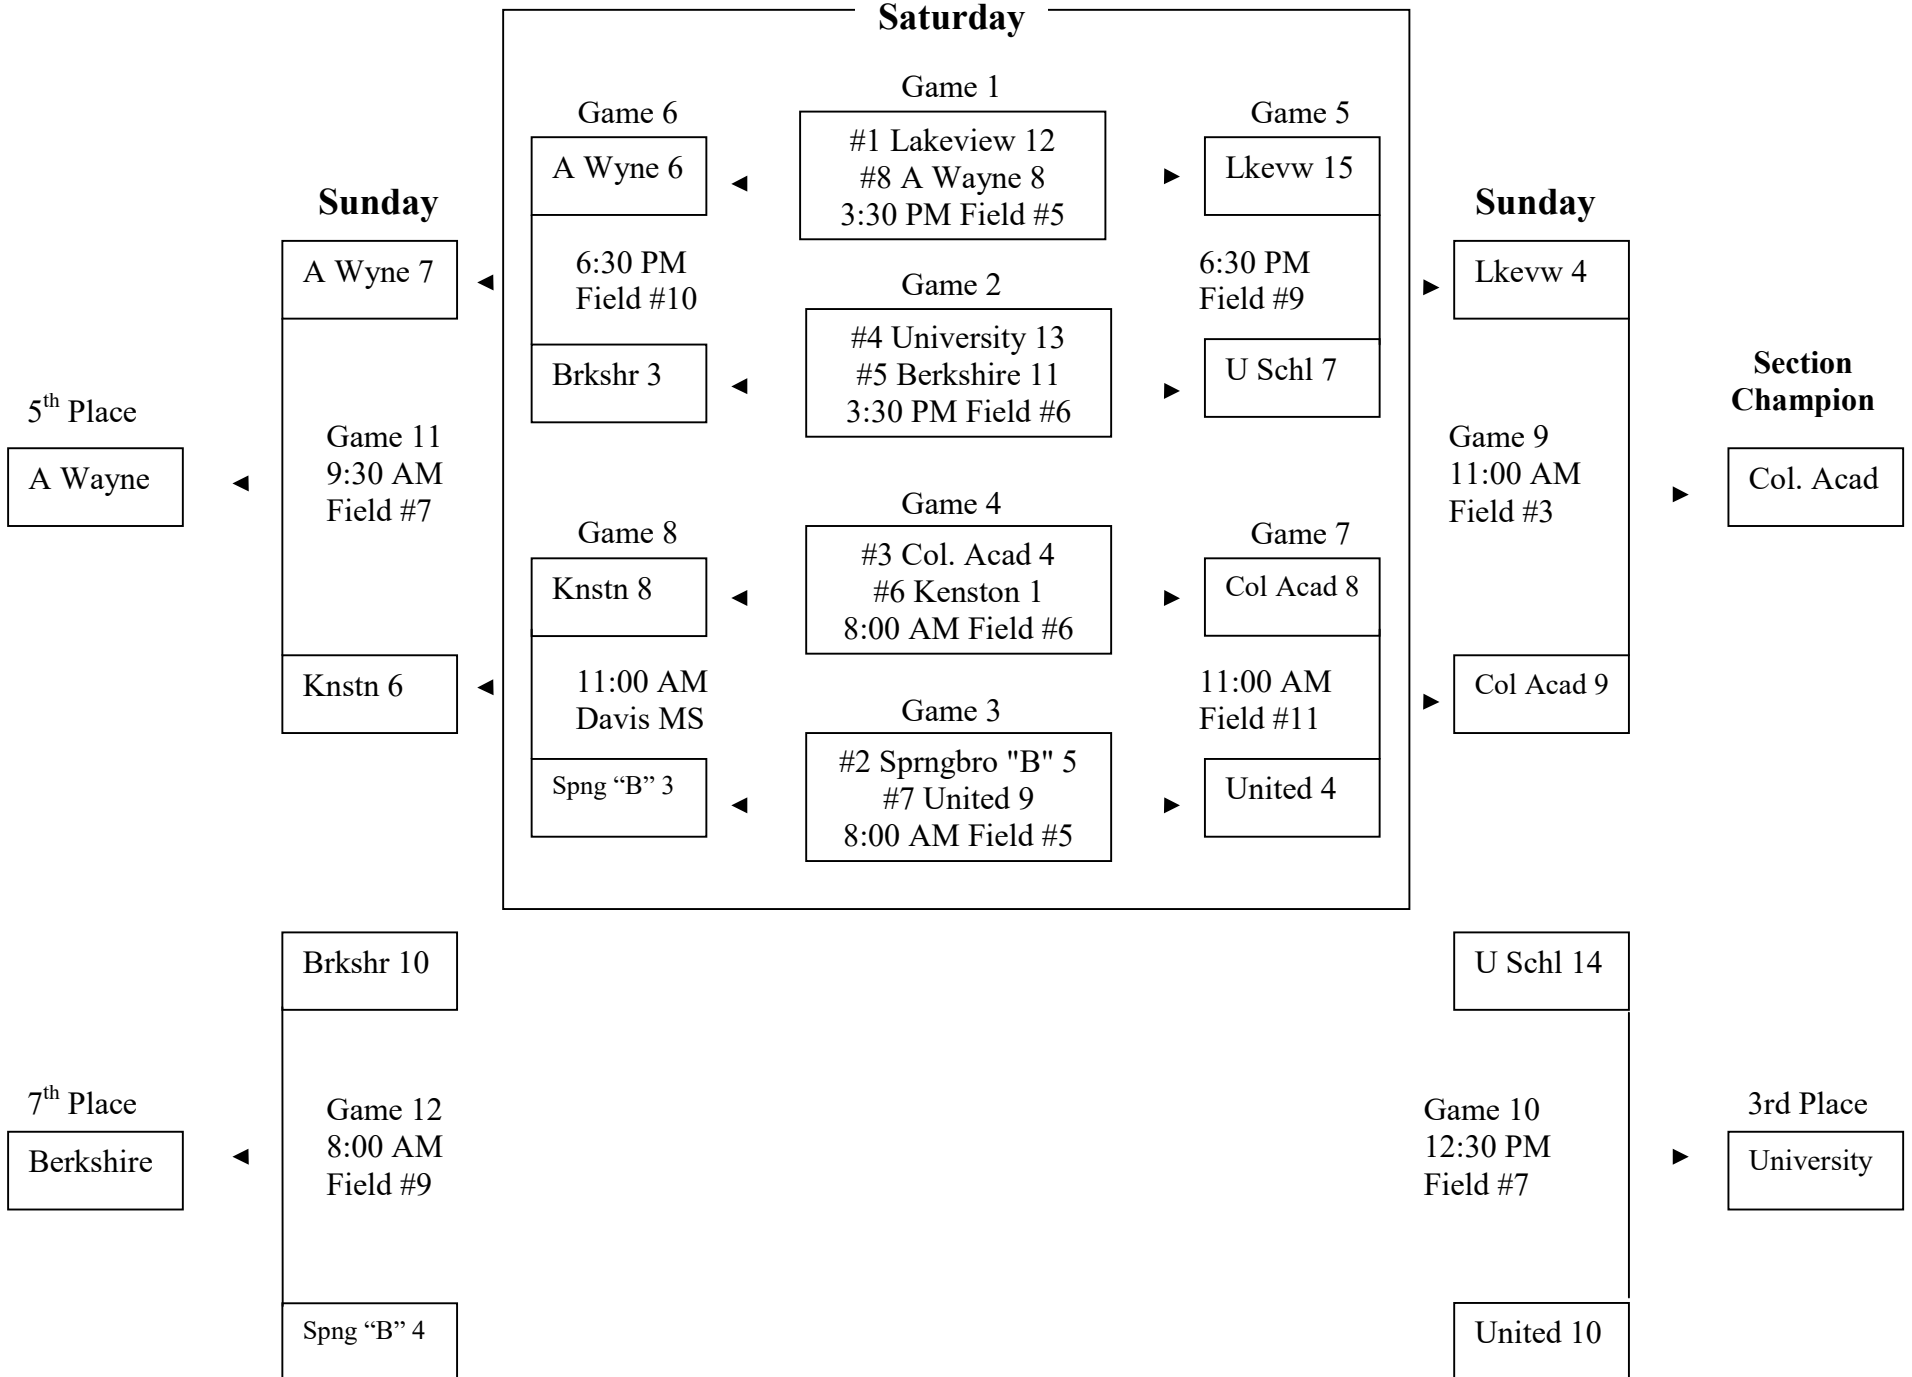 Saturday
Game 1
Game 6
Game 5
#1 Lakeview 12
#8 A Wayne 8
3:30 PM Field #5
A Wyne 6
Lkevw 15
Sunday
Sunday
A Wyne 7
6:30 PM
Field #10
Game 2
6:30 PM
Field #9
Lkevw 4
#4 University 13
#5 Berkshire 11
3:30 PM Field #6
Brkshr 3
U Schl 7
Section
Champion
5th Place
A Wayne
Game 11
9:30 AM
Field #7
Game 9
11:00 AM
Field #3
Col. Acad
Game 4
Game 8
Game 7
#3 Col. Acad 4
#6 Kenston 1
8:00 AM Field #6
Knstn 8
Col Acad 8
Knstn 6
11:00 AM
Davis MS
Game 3
11:00 AM
Field #11
Col Acad 9
#2 Sprngbro "B" 5
#7 United 9
8:00 AM Field #5
Spng “B” 3
United 4
Brkshr 10
U Schl 14
7th Place
Berkshire
Game 12
8:00 AM
Field #9
Game 10
12:30 PM
Field #7
3rd Place
University
Spng “B” 4
United 10